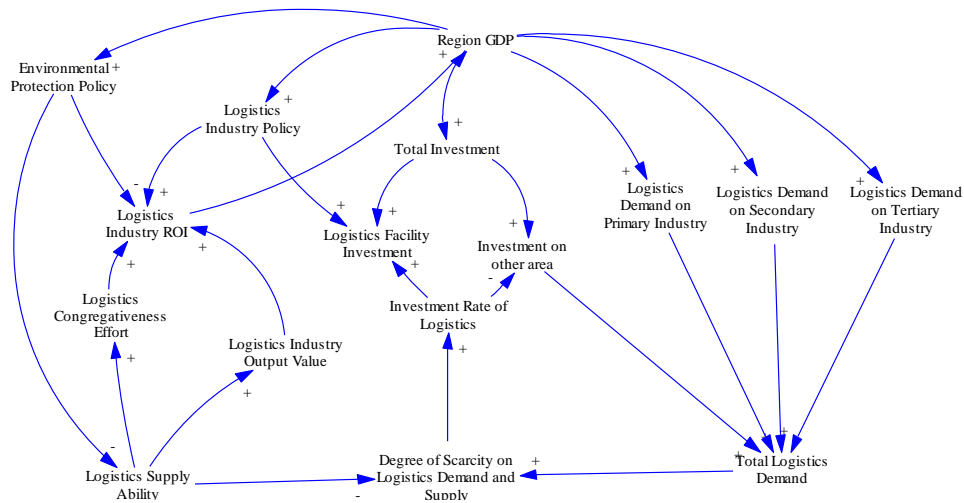 Region GDP
+
Environmental
Protection Policy
+
Logistics
Industry Policy
+
+
Total Investment
-
+
Logistics
Industry ROI
+
+
+
Logistics Facility
Investment
+
+
Investment on
other area
-
+
Logistics
Demand on
Primary Industry
+
Logistics Demand
on Secondary
Industry
+
Logistics Demand
on Tertiary
Industry
+
Logistics
Congregativeness
Effort
+
Logistics Industry
Output Value
+
Investment Rate of
Logistics
+
-
Logistics Supply
Ability
-
Degree of Scarcity on
Logistics Demand and
Supply
+
+
+
Total Logistics
Demand